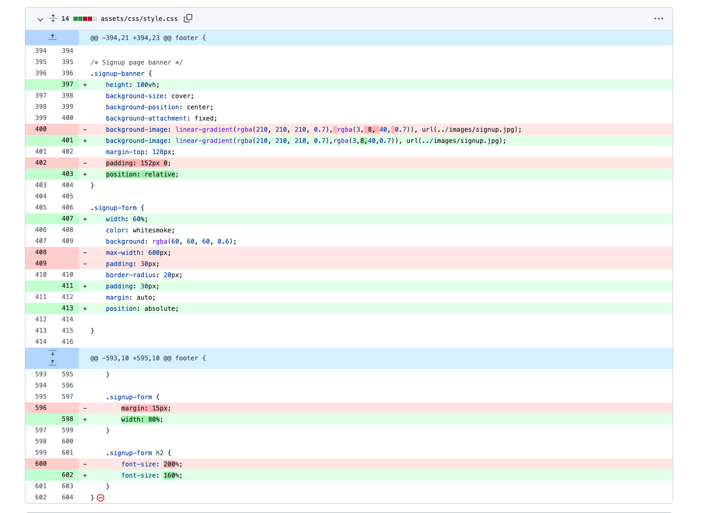 14 assets/css/style.css
@@ -394,21 +394,23 @@ footer {
394 394
395 395 /* Signup page banner */
396 396 .signup-banner {
397 + height: 100vh;
397 398 background-size: cover;
398 399 background-position: center;
399 400 background-attachment: fixed;
400 - background-image: linear-gradient(rgba(210, 210, 210, 0.7), rgba(3, 8, 40, 0.7)), url(../images/signup.jpg);
401 + background-image: linear-gradient(rgba(210, 210, 210, 0.7),rgba(3,8,40,0.7)), url(../images/signup.jpg);
401 402 margin-top: 128px;
402 - padding: 152px 0;
403 + position: relative;
403 404 }
404 405
405 406 .signup-form {
407 + width: 60%;
406 408 color: whitesmoke;
407 409 background: rgba(60, 60, 60, 0.6);
408 - max-width: 600px;
409 - padding: 30px;
410 410 border-radius: 20px;
411 + padding: 30px;
411 412 margin: auto;
413 + position: absolute;
412 414
413 415 }
414 416
@@ -593,10 +595,10 @@ footer {
593 595 }
594 596
595 597 .signup-form {
596 - margin: 15px;
598 + width: 80%;
597 599 }
598 600
599 601 .signup-form h2 {
600 - font-size: 200%;
602 + font-size: 160%;
601 603 }
602 604 }